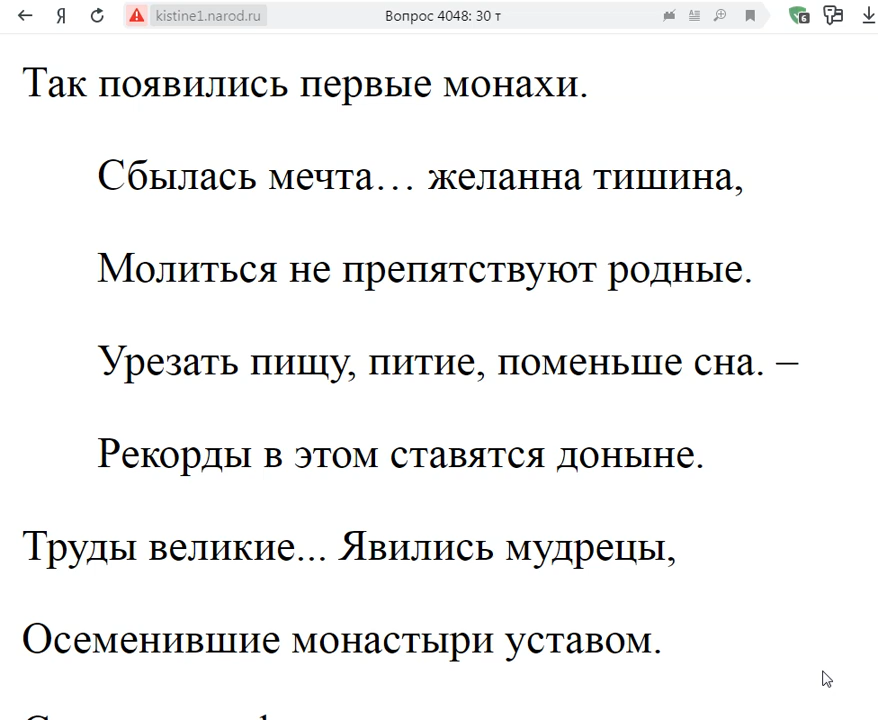 Я kistine1.narod.ru Вопрос 4048: 30 т 6
Так появились первые монахи.
Сбылась мечта… желанна тишина,
Молиться не препятствуют родные.
Урезать пищу, питие, поменьше сна. –
Рекорды в этом ставятся доныне.
Труды великие... Явились мудрецы,
Осеменившие монастыри уставом.